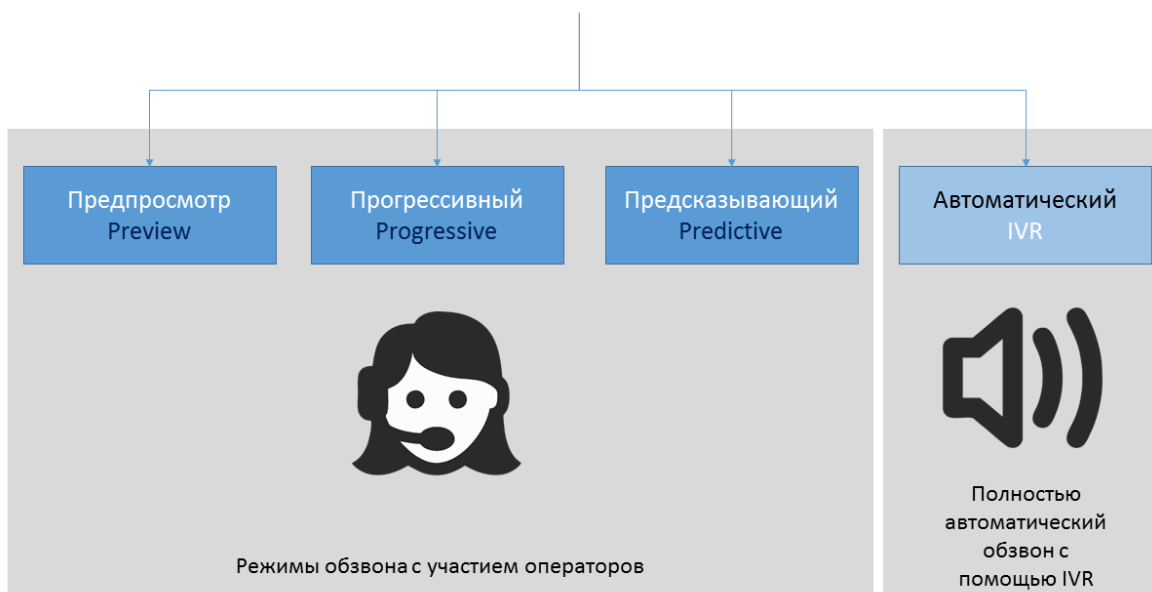 Предпросмотр
Preview
Прогрессивный
Progressive
Предсказывающий
Predictive
Автоматический
IVR
Режимы обзвона с участием операторов
Полностью
автоматический
обзвон с
помощью IVR